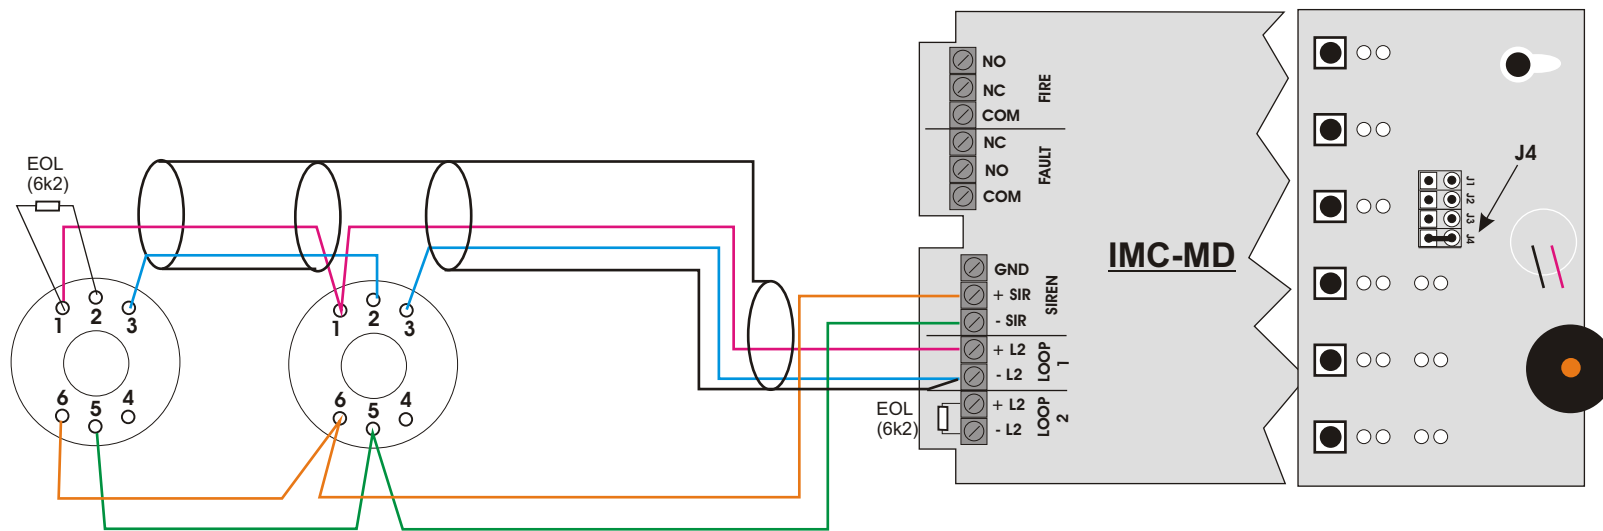 EOL
(6k2)
1
2
3
6
5
4
1
2
3
6
5
4
NO
NC
COM
FIRE
NC
NO
COM
FAULT
GND
+ SIR
- SIR
SIREN
+ L2
- L2
LOOP
1
+ L2
- L2
LOOP
2
EOL
(6k2)
IMC-MD
J4
J1
J2
J3
J4